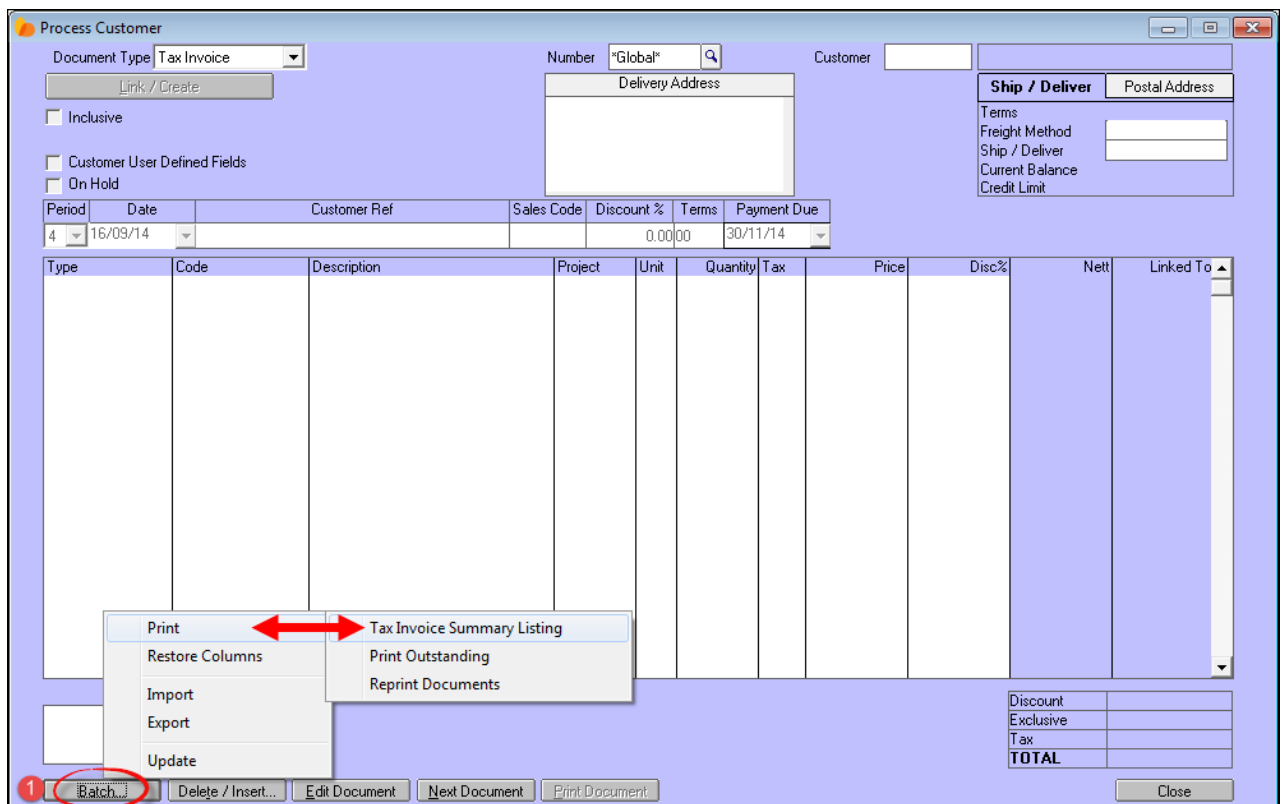 Process Customer
Document Type Tax Invoice Number *Global* Customer
Link / Create Delivery Address Ship / Deliver Postal Address
Inclusive Terms
Freight Method
Customer User Defined Fields Ship / Deliver
On Hold Current Balance
Credit Limit
Period Date Customer Ref Sales Code Discount % Terms Payment Due
4 16/09/14 0.00 00 30/11/14
Type Code Description Project Unit Quantity Tax Price Disc% Nett Linked To
Print Tax Invoice Summary Listing
Restore Columns Print Outstanding
Reprint Documents
Import
Export
Update
Discount
Exclusive
Tax
TOTAL
1 Batch... Delete / Insert... Edit Document Next Document Print Document Close